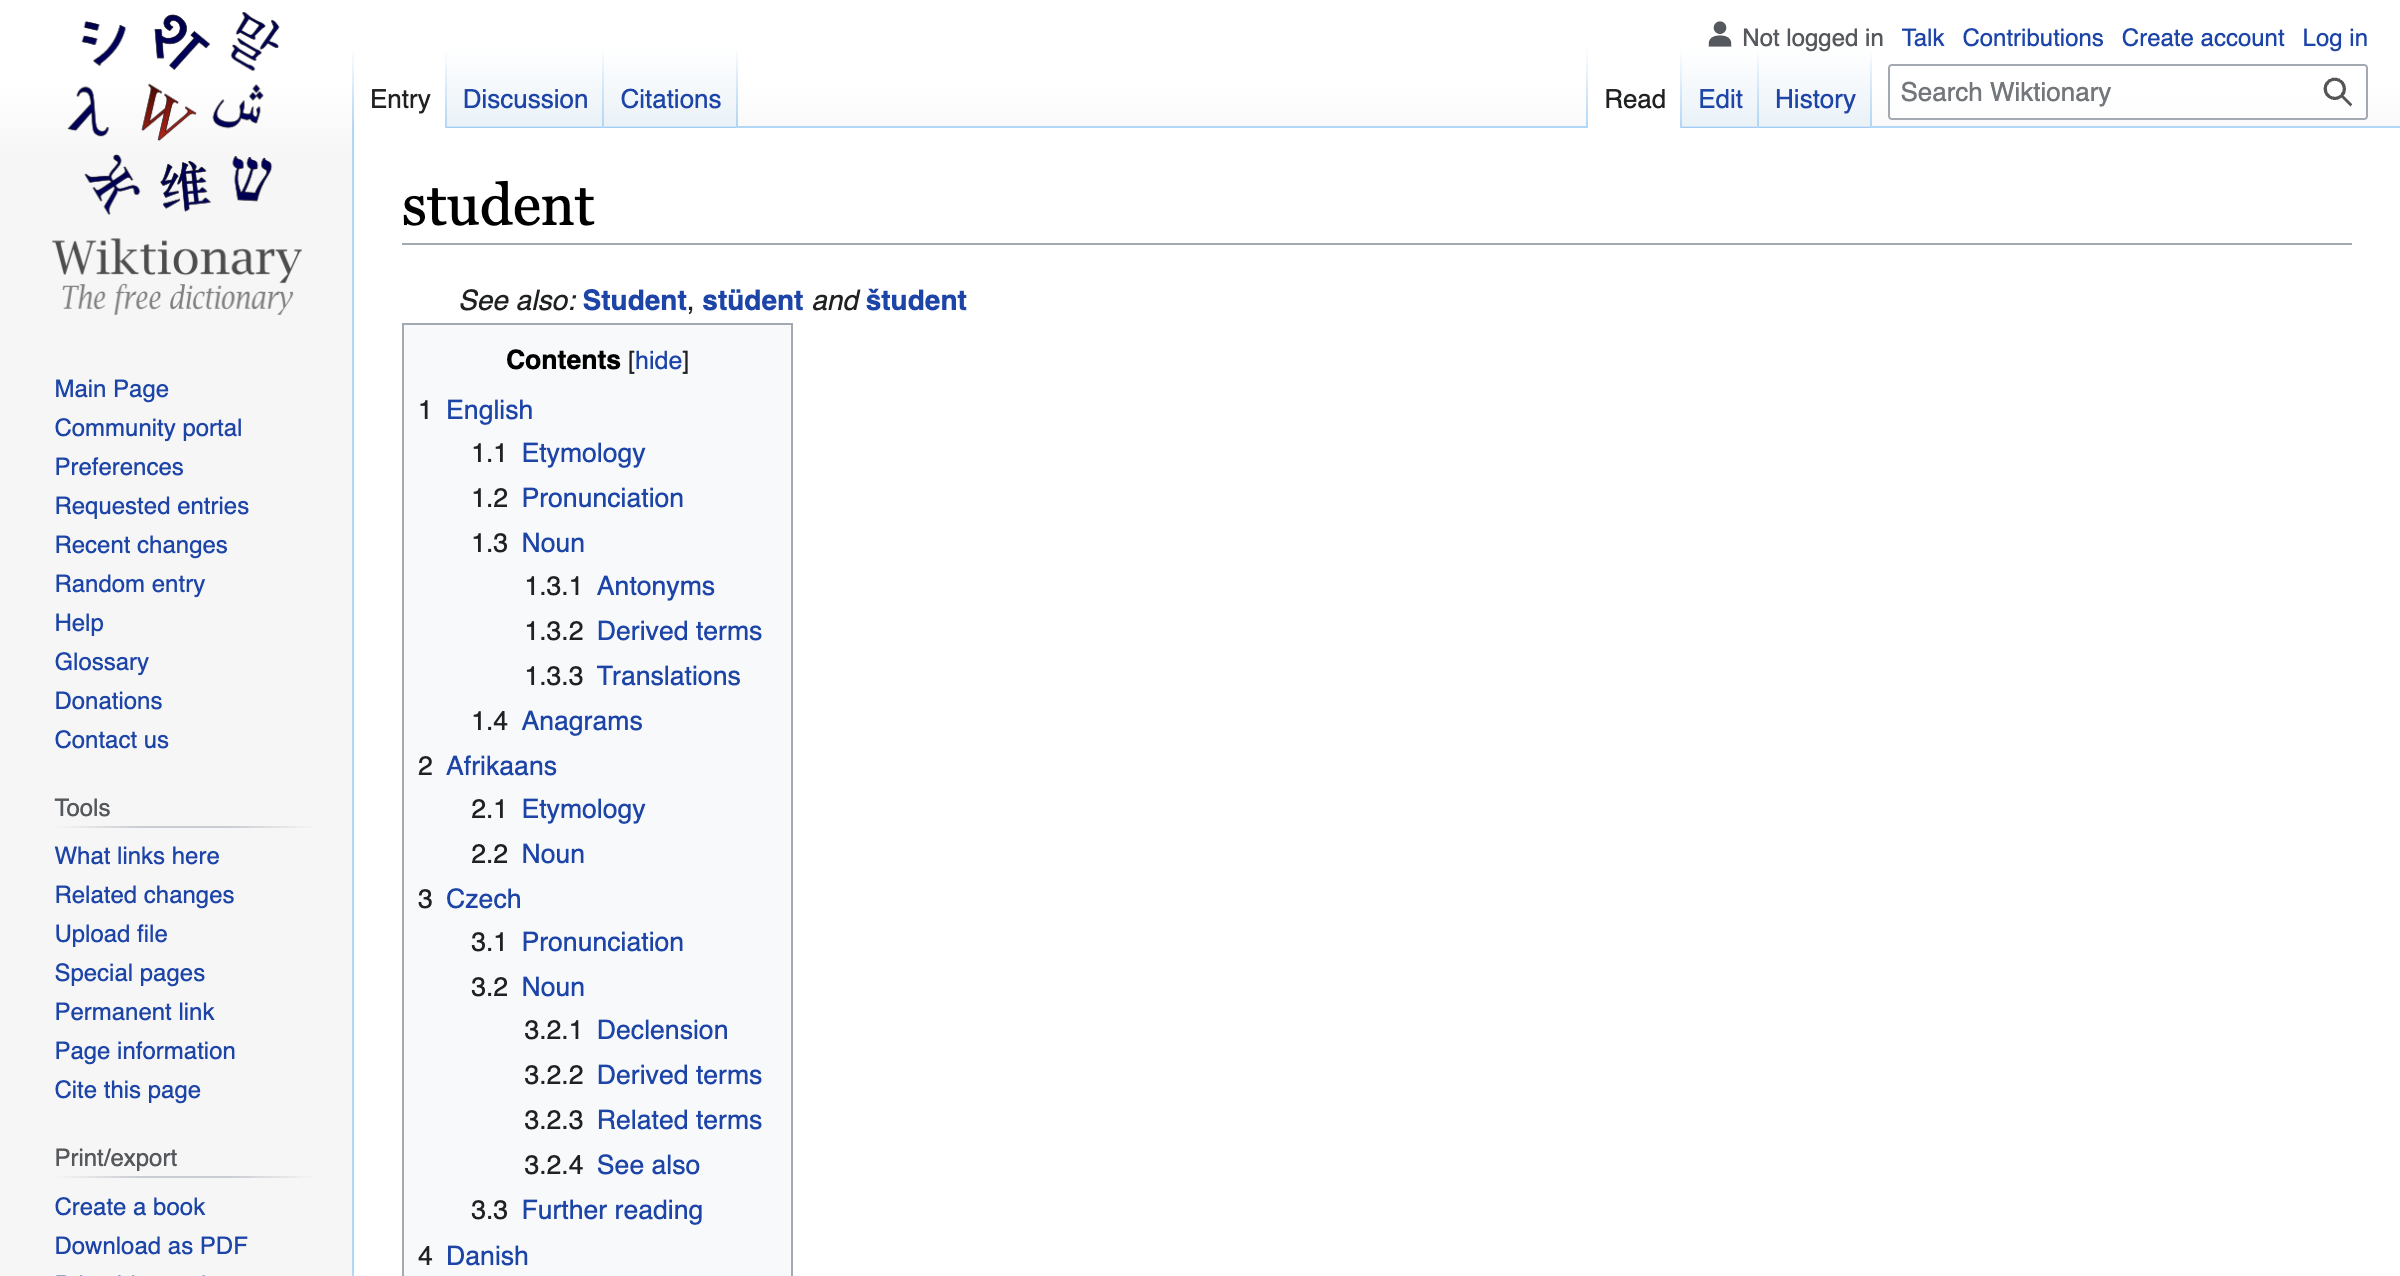 シ ול 말
λ W ش
维 ש
Wiktionary
The free dictionary
Main Page
Community portal
Preferences
Requested entries
Recent changes
Random entry
Help
Glossary
Donations
Contact us
Tools
What links here
Related changes
Upload file
Special pages
Permanent link
Page information
Cite this page
Print/export
Create a book
Download as PDF
Not logged in Talk Contributions Create account Log in
Entry Discussion Citations Read Edit History Search Wiktionary
student
See also: Student, stüdent and študent
Contents [hide]
1 English
1.1 Etymology
1.2 Pronunciation
1.3 Noun
1.3.1 Antonyms
1.3.2 Derived terms
1.3.3 Translations
1.4 Anagrams
2 Afrikaans
2.1 Etymology
2.2 Noun
3 Czech
3.1 Pronunciation
3.2 Noun
3.2.1 Declension
3.2.2 Derived terms
3.2.3 Related terms
3.2.4 See also
3.3 Further reading
4 Danish